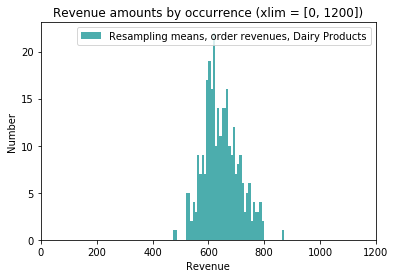 Revenue amounts by occurrence (xlim = [0, 1200])
Resampling means, order revenues, Dairy Products
Number
20
15
10
5
0
0 200 400 600 800 1000 1200
Revenue